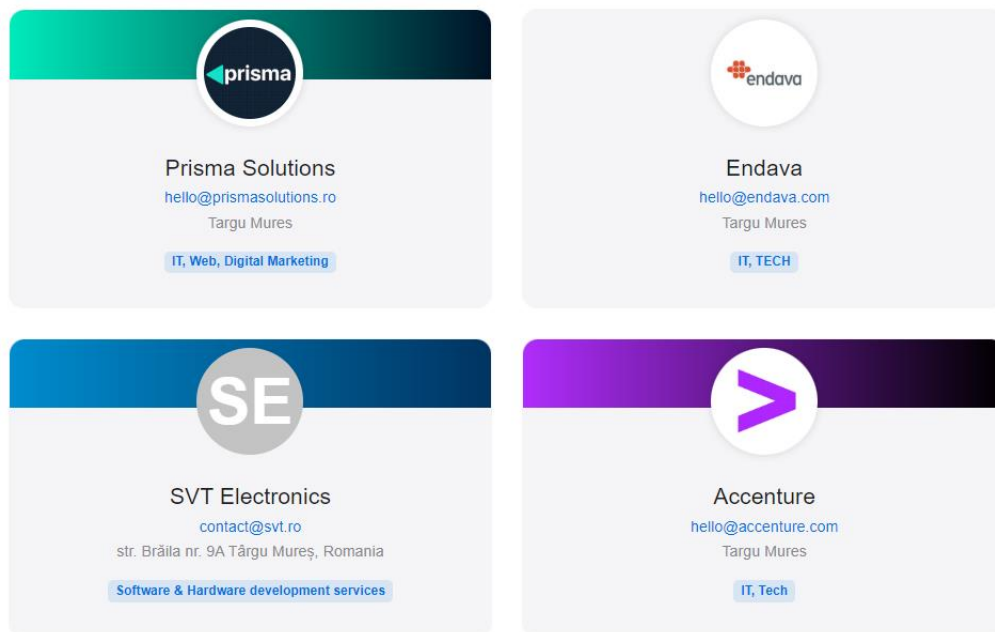 prisma
Prisma Solutions
hello@prismasolutions.ro
Targu Mures
IT, Web, Digital Marketing
endava
Endava
hello@endava.com
Targu Mures
IT, TECH
SE
SVT Electronics
contact@svt.ro
str. Brăila nr. 9A Târgu Mureș, Romania
Software & Hardware development services
>
Accenture
hello@accenture.com
Targu Mures
IT, Tech